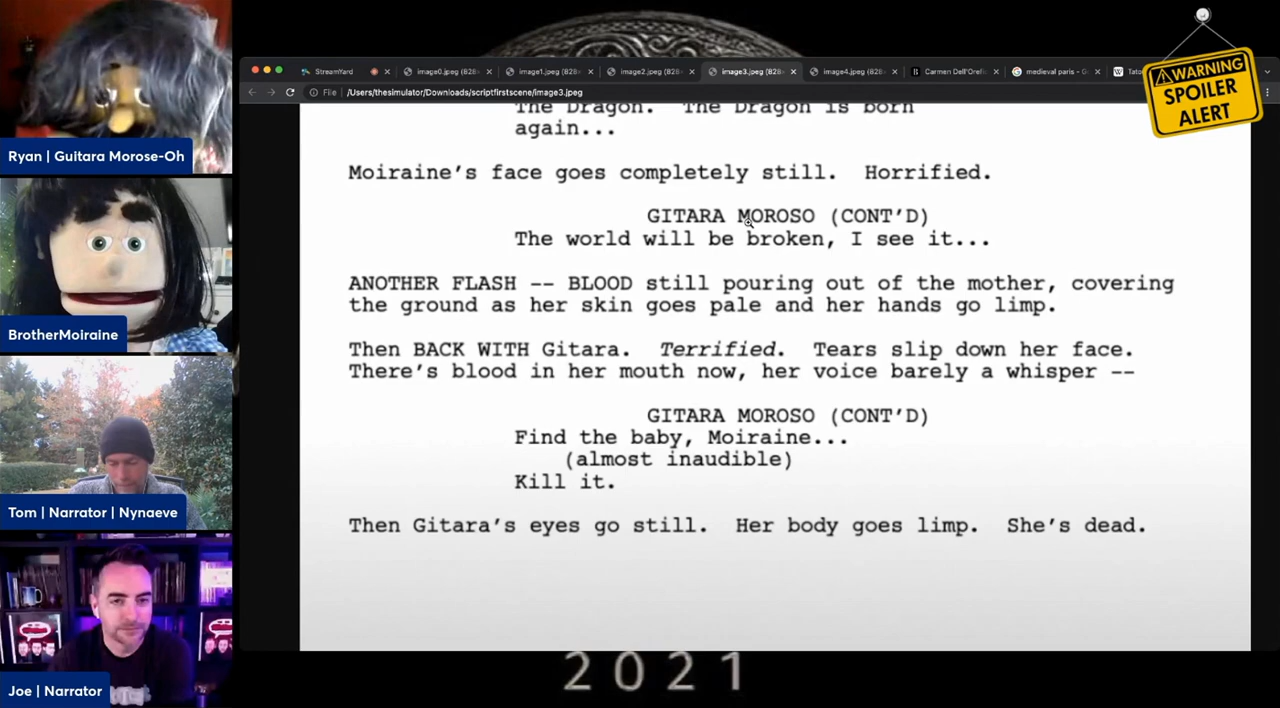 StreamYard
image0.jpeg (828×
image1.jpeg (828×
image2.jpeg (828×
image3.jpeg (828×
image4.jpeg (828×
Carmen Dell'Orefi
medieval paris - G
File
/Users/thesimulator/Downloads/scriptfirstscene/image3.jpeg
WARNING
SPOILER
ALERT
The Dragon. The Dragon is born
again...
Moiraine's face goes completely still. Horrified.
GITARA MOROSO (CONT'D)
The world will be broken, I see it...
ANOTHER FLASH -- BLOOD still pouring out of the mother, covering
the ground as her skin goes pale and her hands go limp.
Then BACK WITH Gitara. Terrified. Tears slip down her face.
There's blood in her mouth now, her voice barely a whisper --
GITARA MOROSO (CONT'D)
Find the baby, Moiraine...
(almost inaudible)
Kill it.
Then Gitara's eyes go still. Her body goes limp. She's dead.
Ryan | Guitara Morose-Oh
BrotherMoiraine
Tom | Narrator | Nynaeve
Joe | Narrator
2021